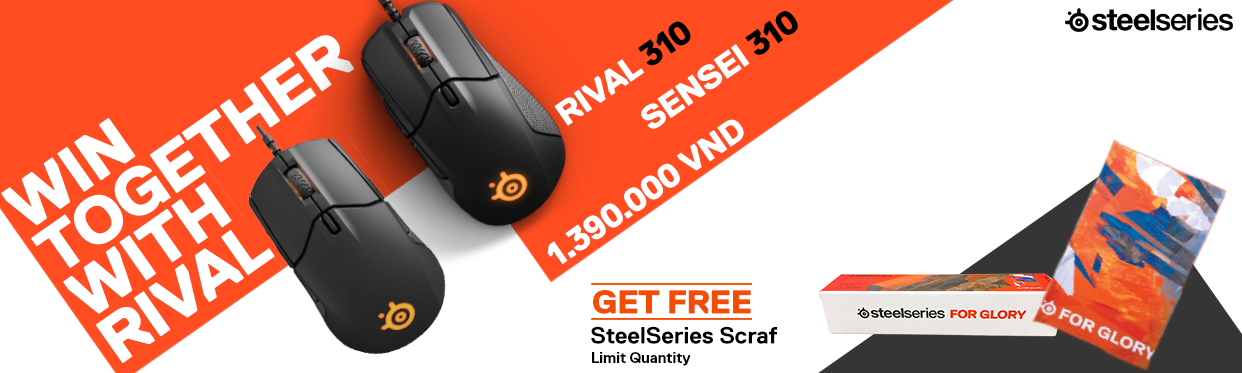 WIN
TOGETHER
WITH
RIVAL
RIVAL 310
SENSEI 310
1.390.000 VND
steelseries
GET FREE
SteelSeries Scraf
Limit Quantity
steelseries FOR GLORY
FOR GLORY